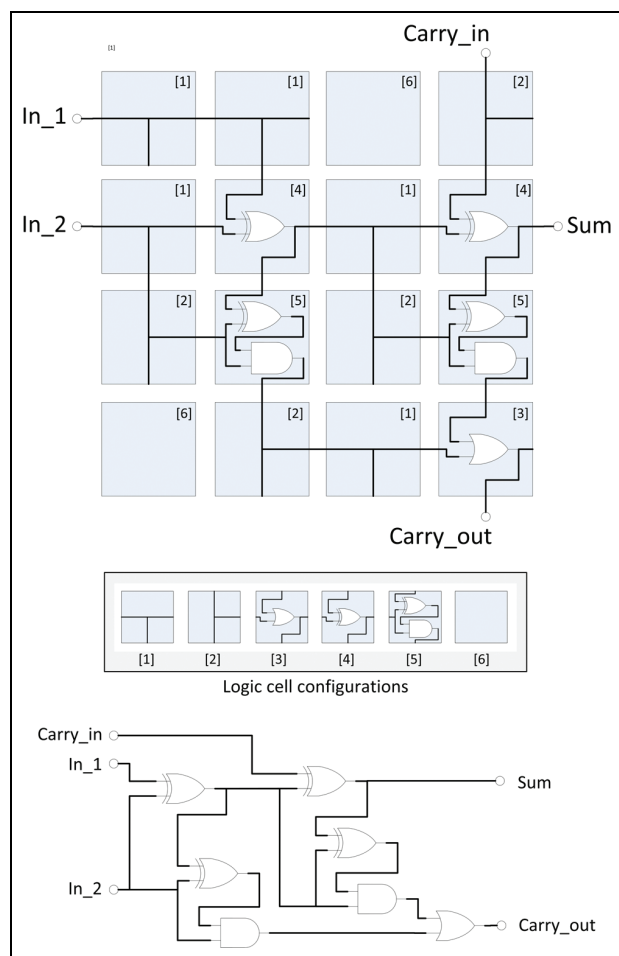 Carry_in
[1]
[1] [1] [6] [2]
In_1
[1] [4] [1] [4]
In_2 Sum
[2] [5] [2] [5]
[6] [2] [1] [3]
Carry_out
[1] [2] [3] [4] [5] [6]
Logic cell configurations
Carry_in
In_1
Sum
In_2
Carry_out